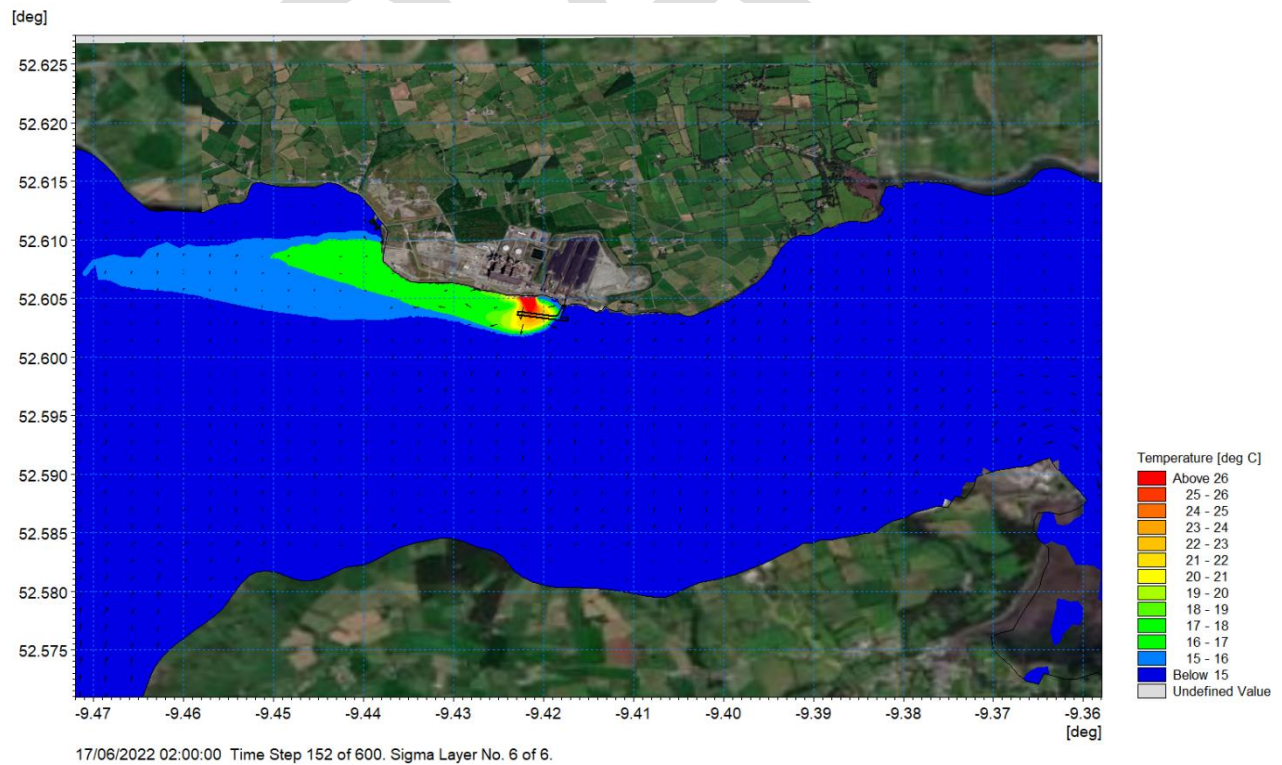 [deg]
52.625
52.620
52.615
52.610
52.605
52.600
52.595
52.590
52.585
52.580
52.575
-9.47 -9.46 -9.45 -9.44 -9.43 -9.42 -9.41 -9.40 -9.39 -9.38 -9.37 -9.36
[deg]
Temperature [deg C]
Above 26
25 - 26
24 - 25
23 - 24
22 - 23
21 - 22
20 - 21
19 - 20
18 - 19
17 - 18
16 - 17
15 - 16
Below 15
Undefined Value
17/06/2022 02:00:00 Time Step 152 of 600. Sigma Layer No. 6 of 6.